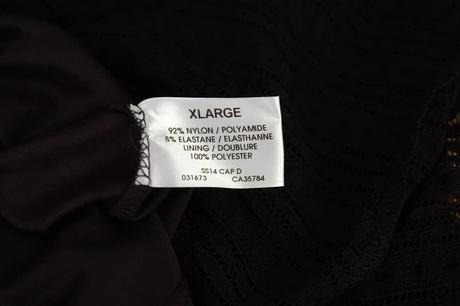 XLARGE
92% NYLON / POLYAMIDE
8% ELASTANE / ELASTHANNE
LINING / DOUBLURE
100% POLYESTER
SS14 CAP D
031673 CA35784